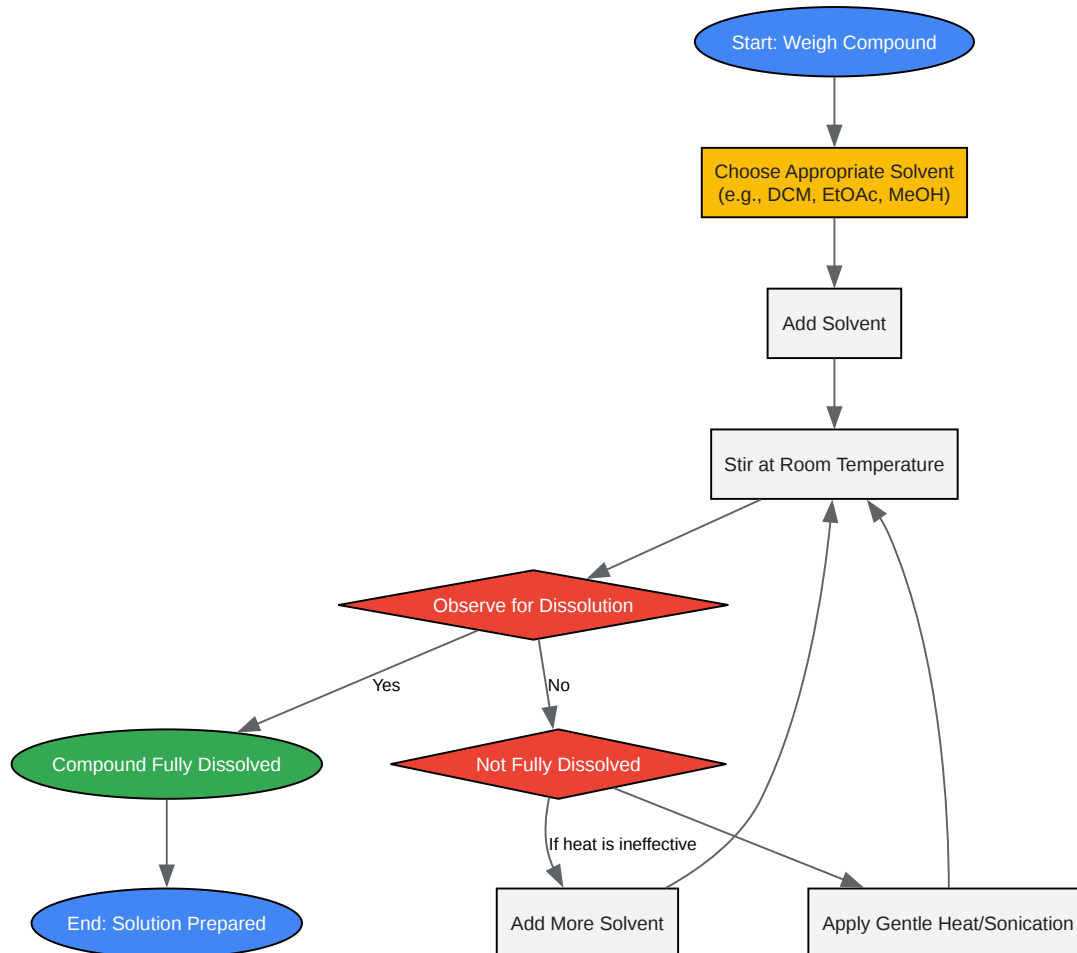 Start: Weigh Compound
Choose Appropriate Solvent
(e.g., DCM, EtOAc, MeOH)
Add Solvent
Stir at Room Temperature
Observe for Dissolution
Yes
No
Compound Fully Dissolved
Not Fully Dissolved
If heat is ineffective
End: Solution Prepared
Add More Solvent
Apply Gentle Heat/Sonication